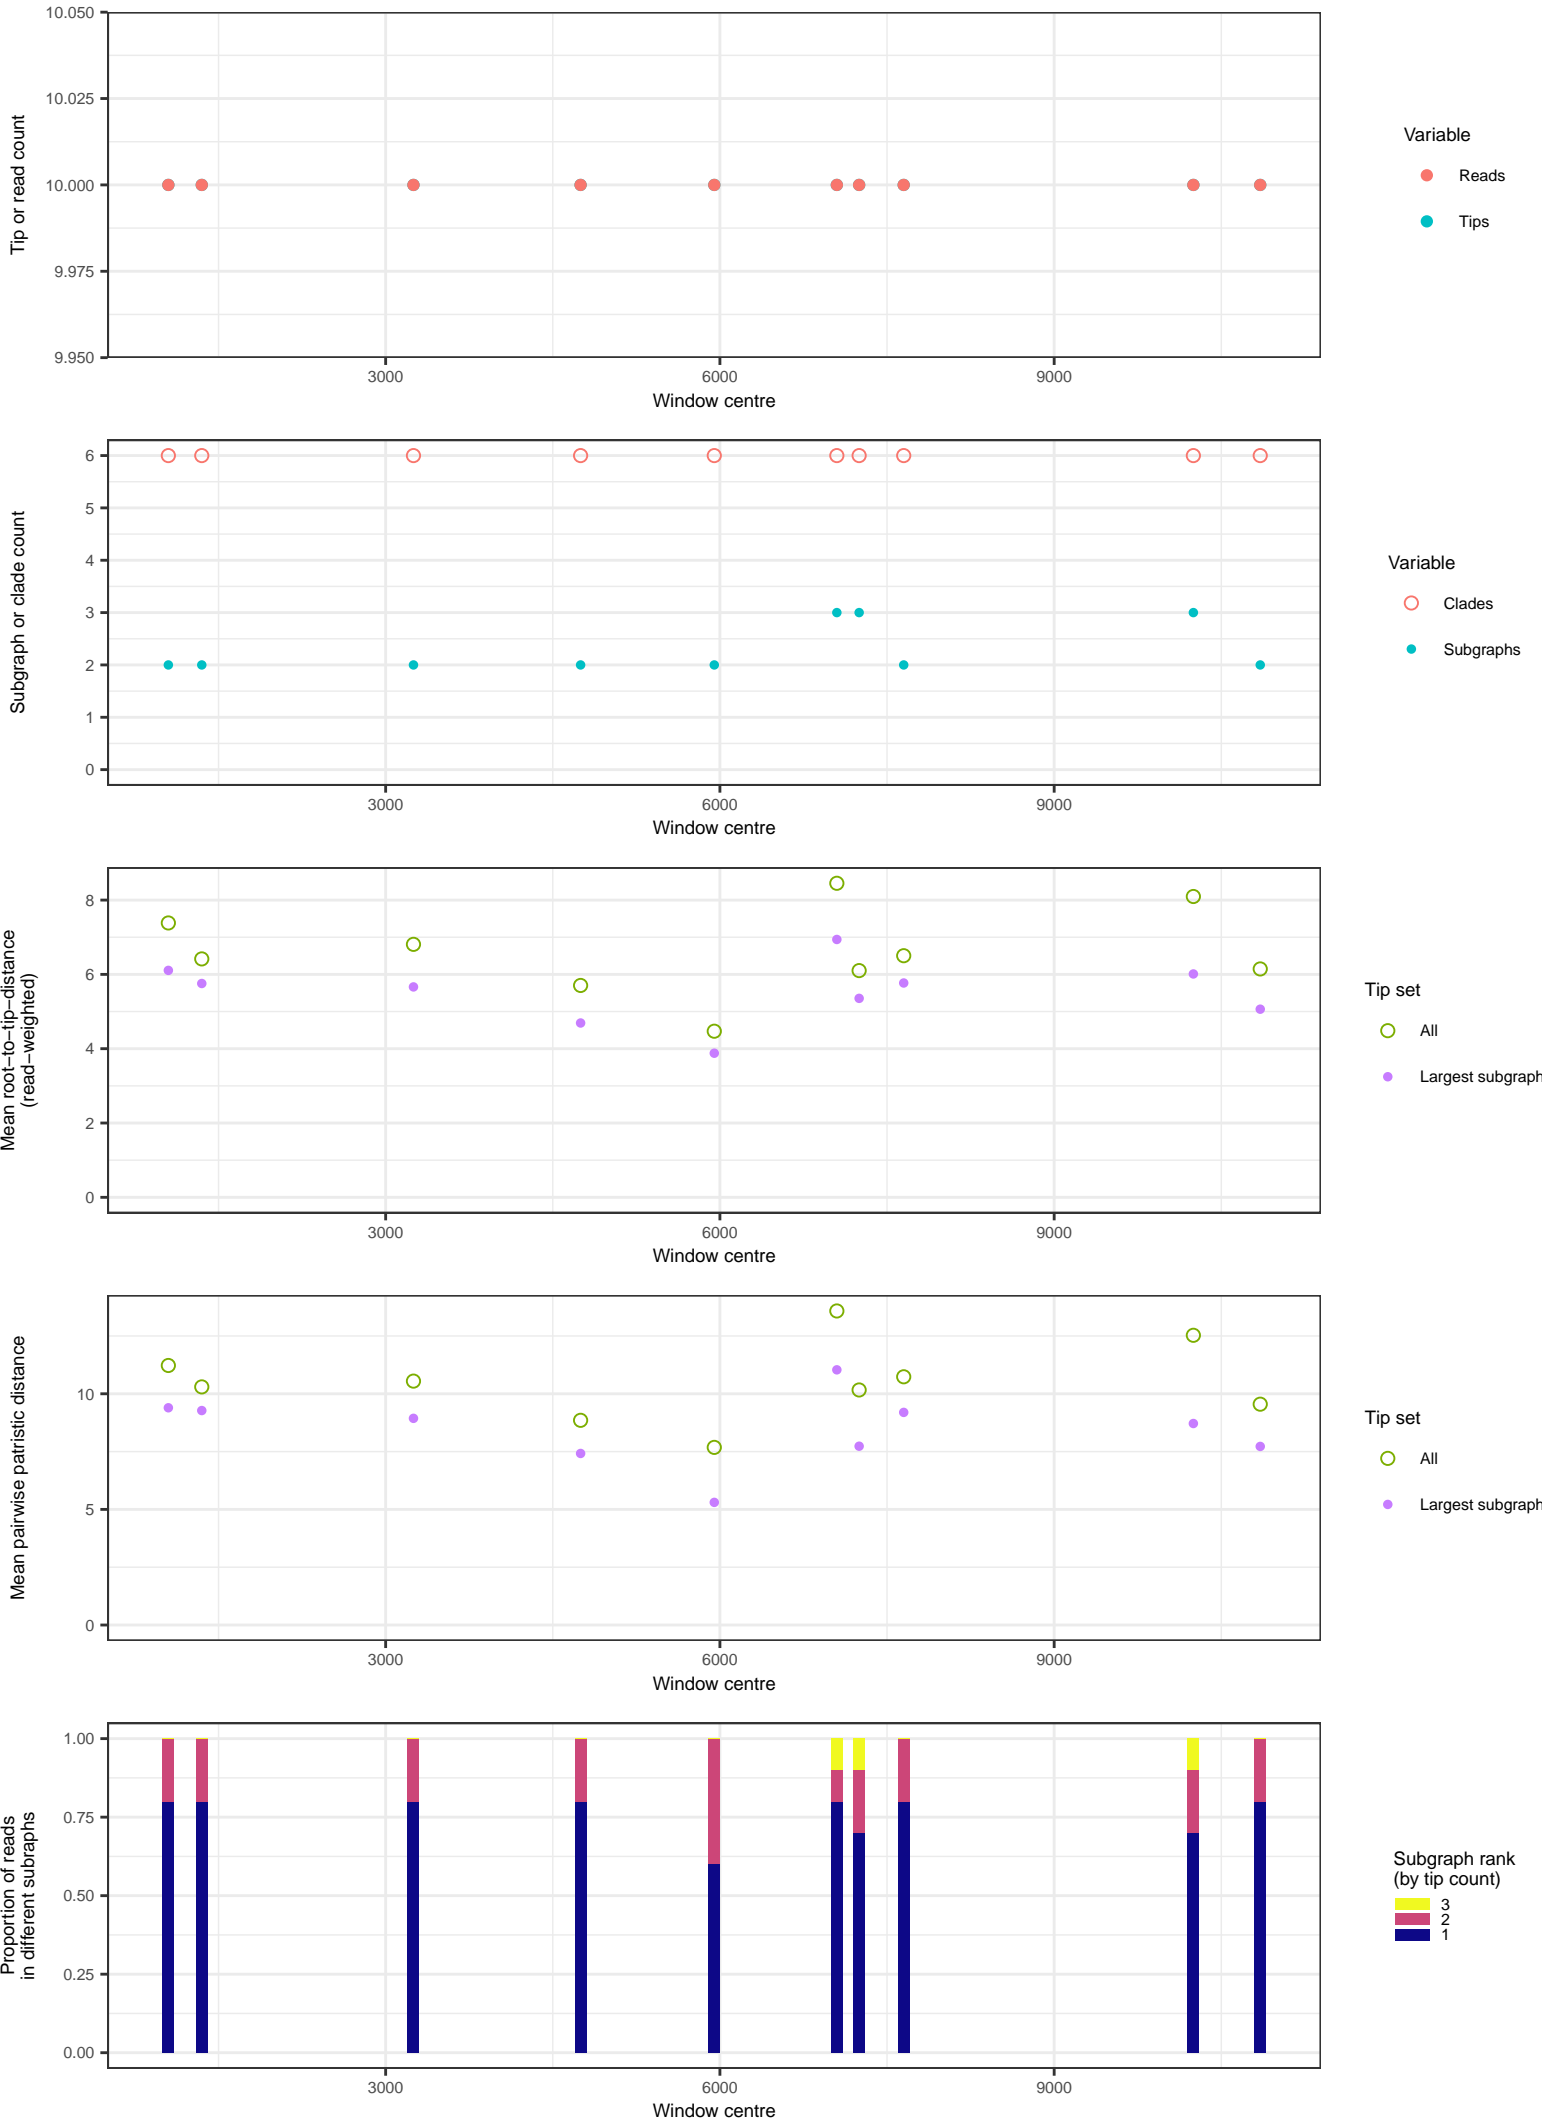 10.050
10.025
10.000
9.975
9.950
Tip or read count
3000
6000
9000
Window centre
Variable
Reads
Tips
6
5
4
3
2
1
0
Subgraph or clade count
3000
6000
9000
Window centre
Variable
Clades
Subgraphs
8
6
4
2
0
Mean root−to−tip−distance
(read−weighted)
3000
6000
9000
Window centre
Tip set
All
Largest subgraph
10
5
0
Mean pairwise patristic distance
3000
6000
9000
Window centre
Tip set
All
Largest subgraph
1.00
0.75
0.50
0.25
0.00
Proportion of reads
in different subraphs
3000
6000
9000
Window centre
Subgraph rank
(by tip count)
3
2
1